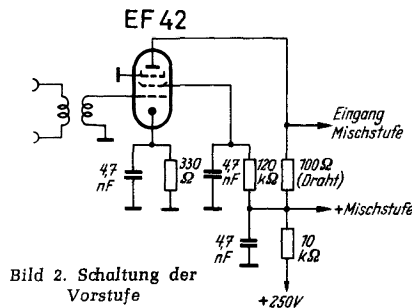 EF 42
Eingang
Mischstufe
4,7
nF
330
Ω
4,7
nF
120
kΩ
100Ω
(Draht)
+Mischstufe
4,7
nF
10
kΩ
+250V
Bild 2. Schaltung der
Vorstufe